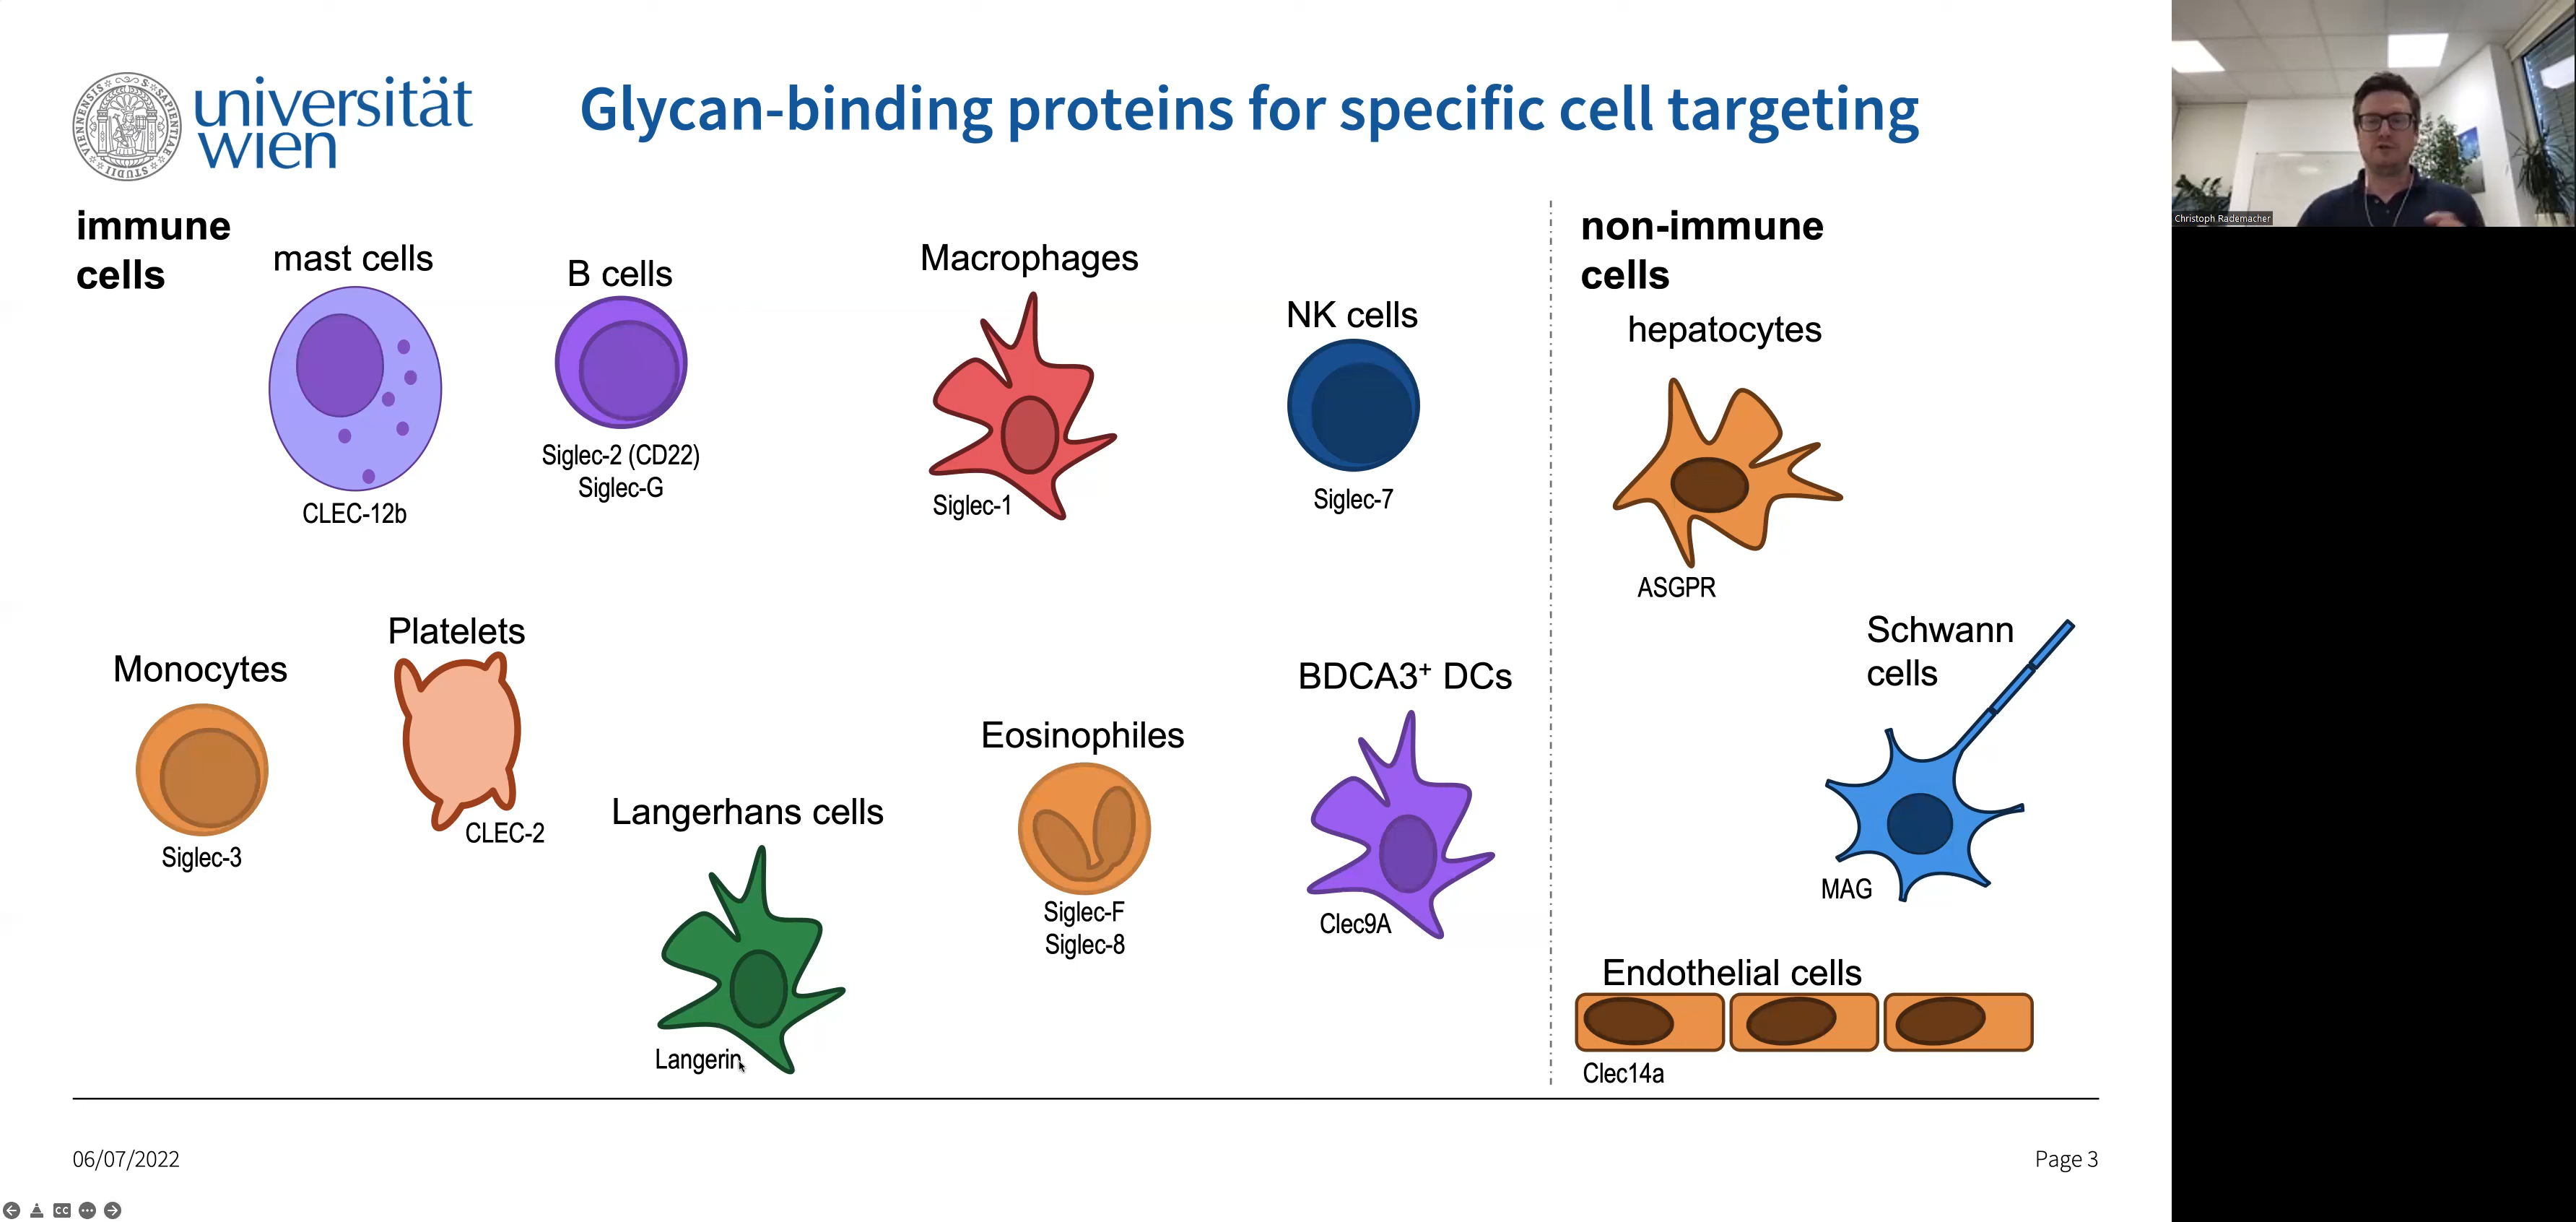 universität
wien
Glycan-binding proteins for specific cell targeting
Christoph Rademacher
immune
cells
mast cells
CLEC-12b
B cells
Siglec-2 (CD22)
Siglec-G
Macrophages
Siglec-1
NK cells
Siglec-7
non-immune
cells
hepatocytes
ASGPR
Monocytes
Siglec-3
Platelets
CLEC-2
Langerhans cells
Langerin
Eosinophiles
Siglec-F
Siglec-8
BDCA3⁺ DCs
Clec9A
Schwann
cells
MAG
Endothelial cells
Clec14a
06/07/2022
Page 3
CC